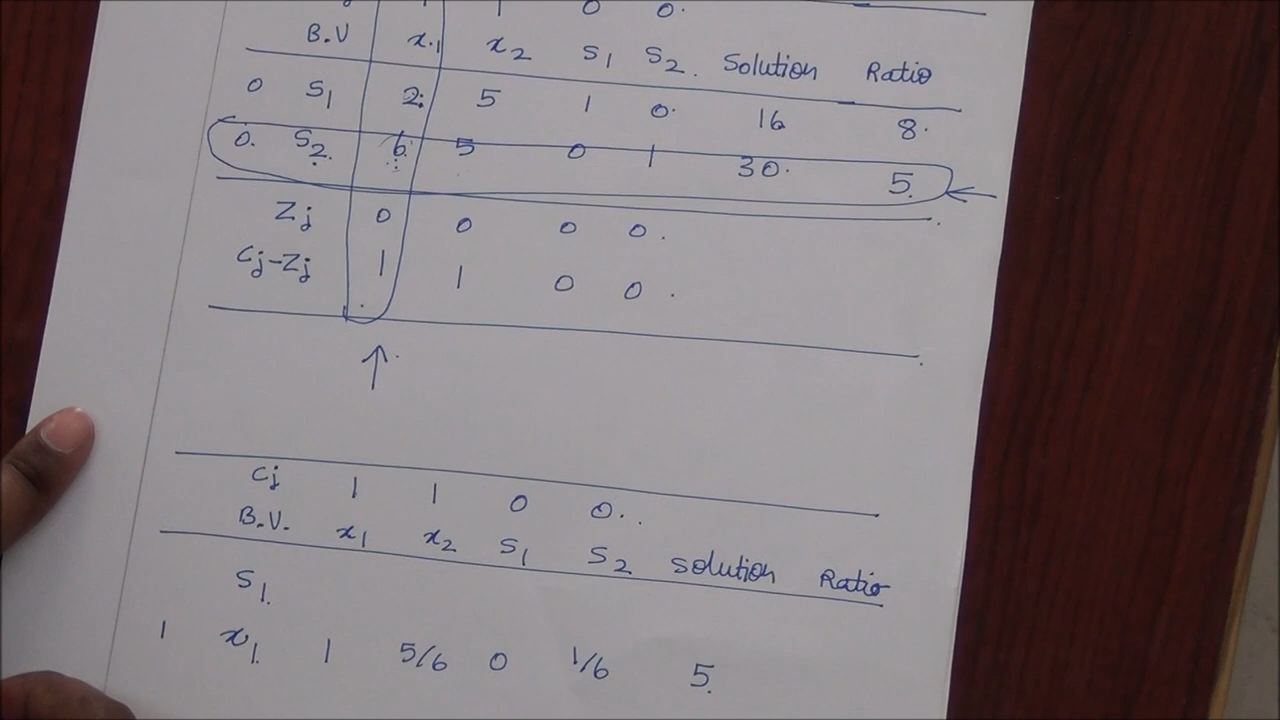 0 0.
B.V x1 x2 S1 S2. Solution Ratio
0 S1 2 5 1 0. 16 8.
0. S2. 6 5 0 1 30. 5.
Zj 0 0 0 0.
Cj-Zj 1 1 0 0.
↑
Cj 1 1 0 0..
B.V. x1 x2 S1 S2 solution Ratio
S1.
1 x1. 1 5/6 0 1/6 5.